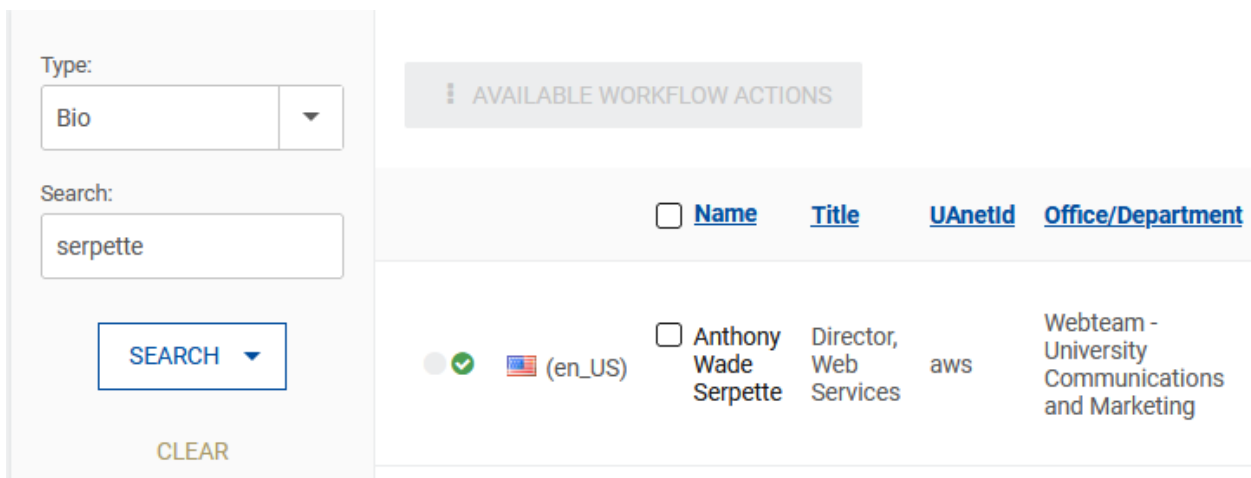 Type:
Bio
Search:
serpette
SEARCH
CLEAR
AVAILABLE WORKFLOW ACTIONS
Name Title UAnetId Office/Department
(en_US)
Anthony
Wade
Serpette
Director,
Web
Services
aws
Webteam -
University
Communications
and Marketing